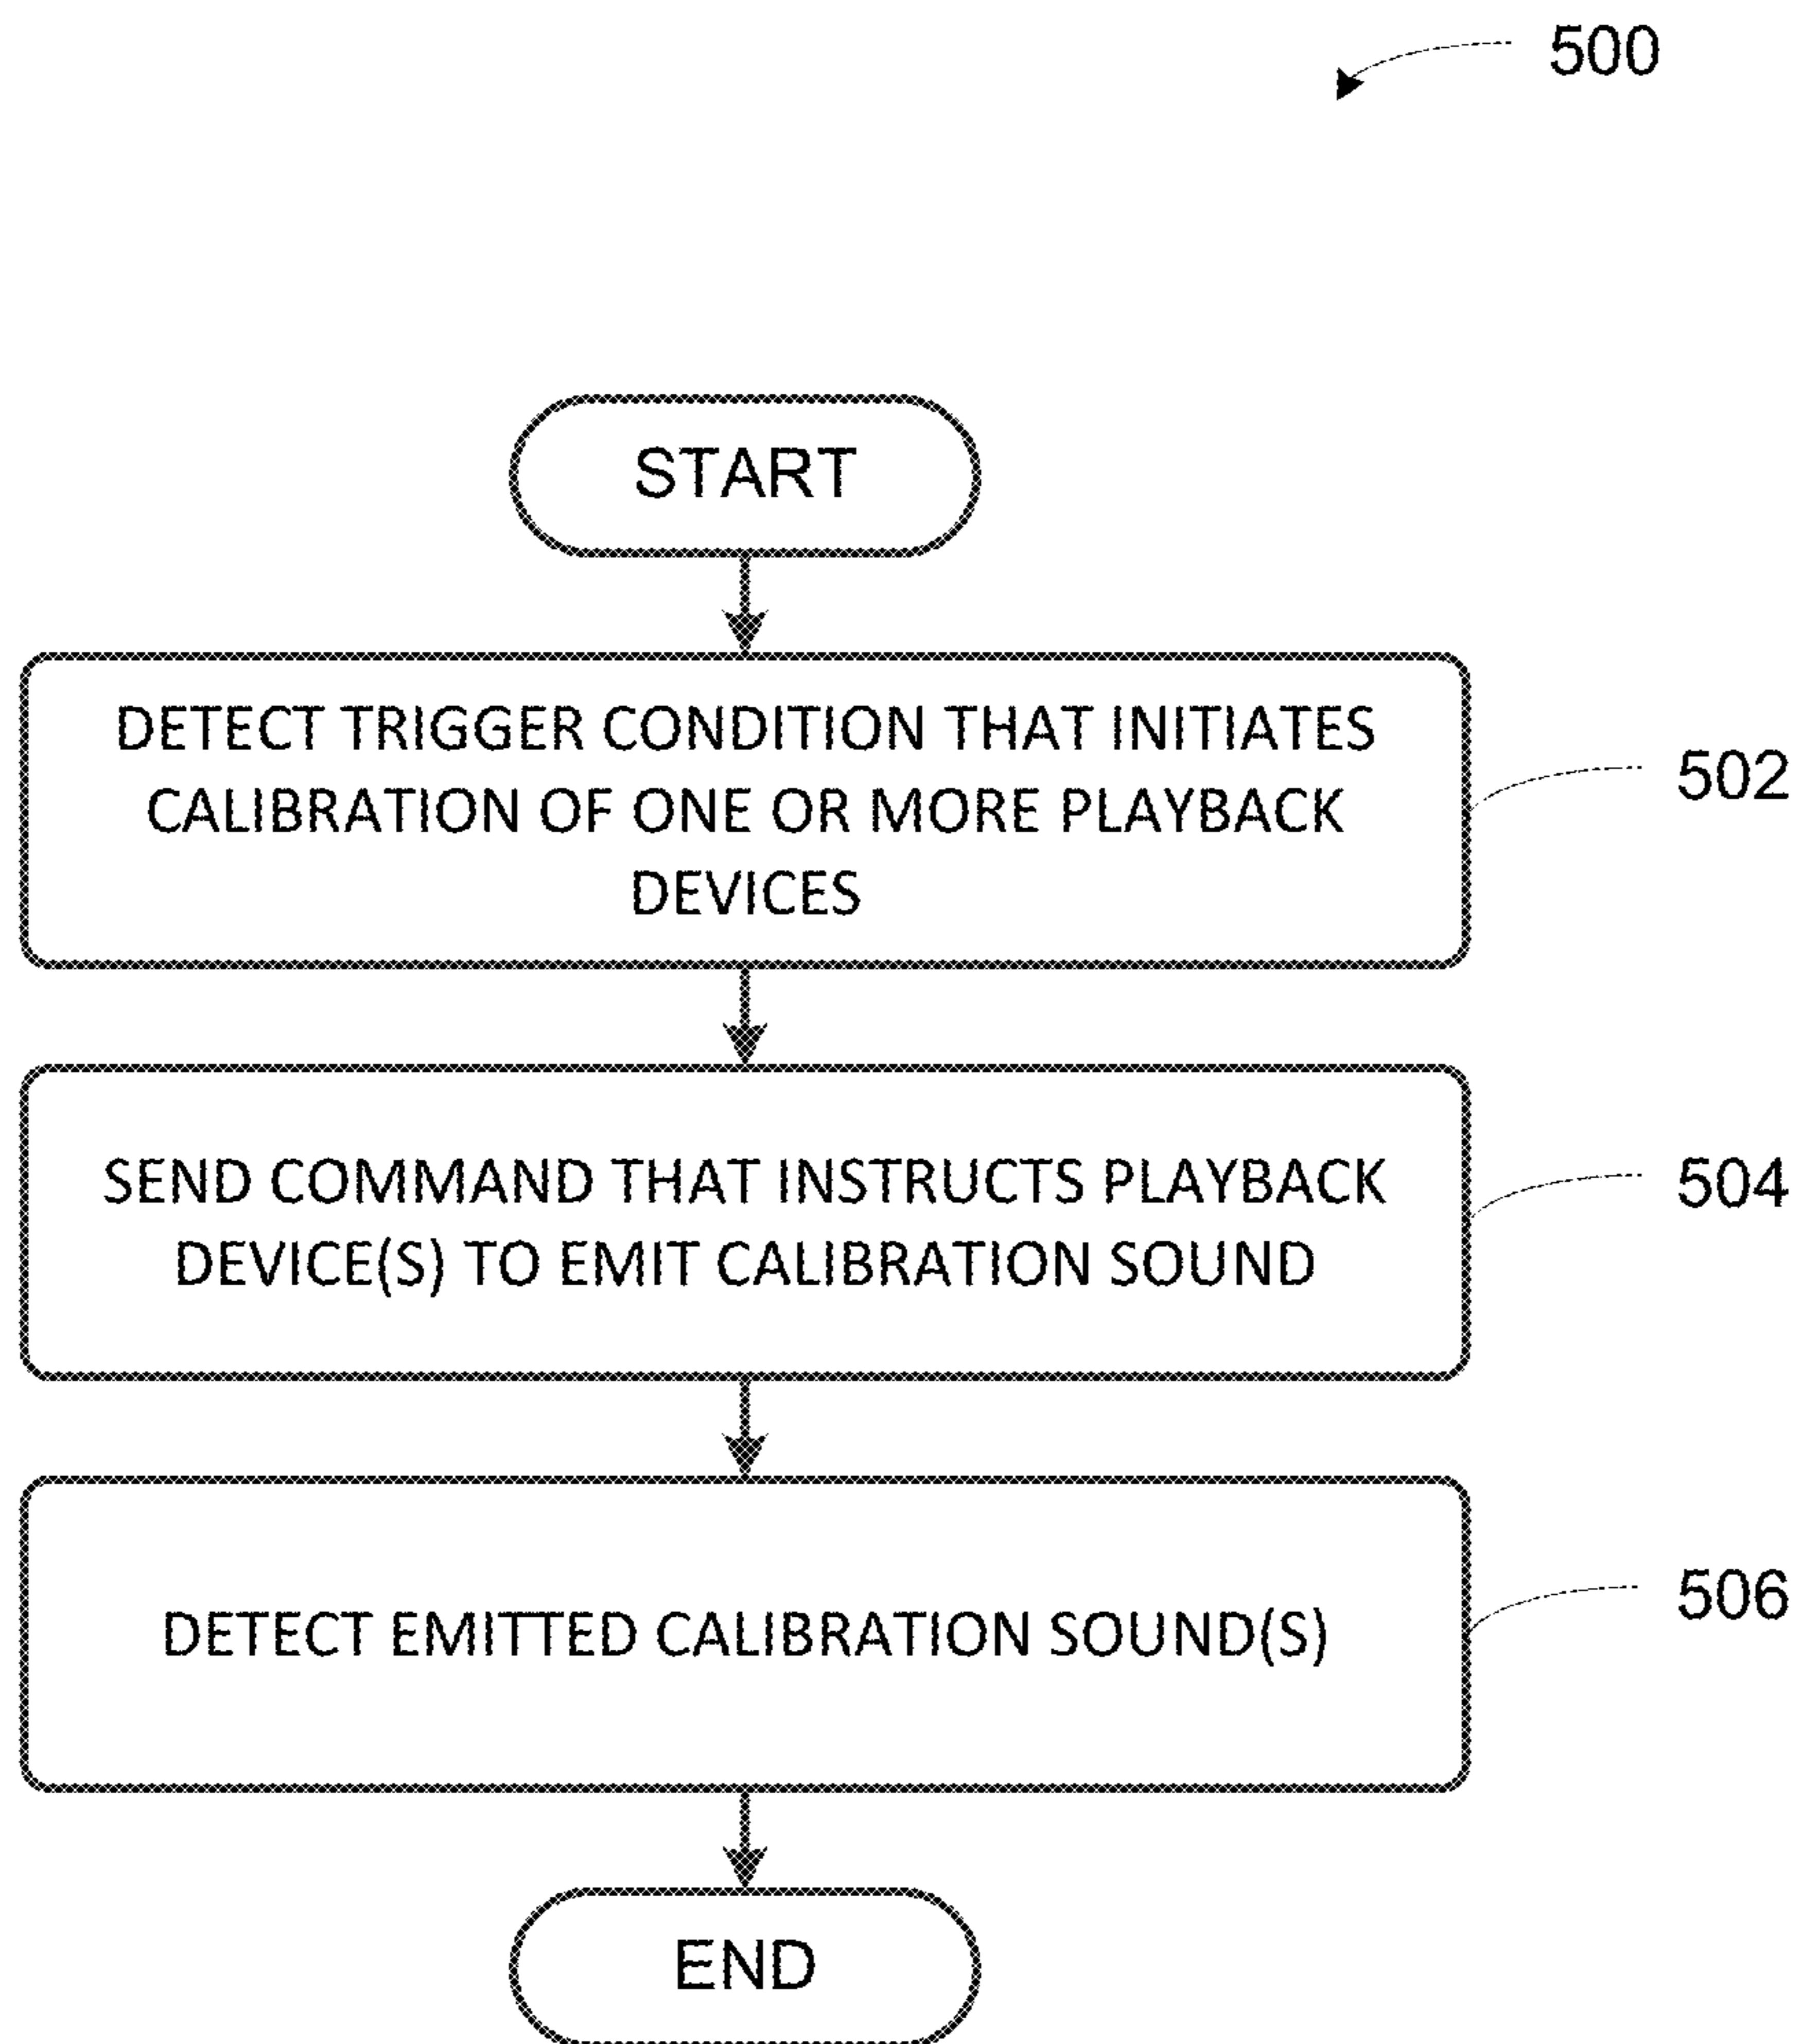 500
START
DETECT TRIGGER CONDITION THAT INITIATES
CALIBRATION OF ONE OR MORE PLAYBACK
DEVICES
502
SEND COMMAND THAT INSTRUCTS PLAYBACK
DEVICE(S) TO EMIT CALIBRATION SOUND
504
DETECT EMITTED CALIBRATION SOUND(S)
506
END